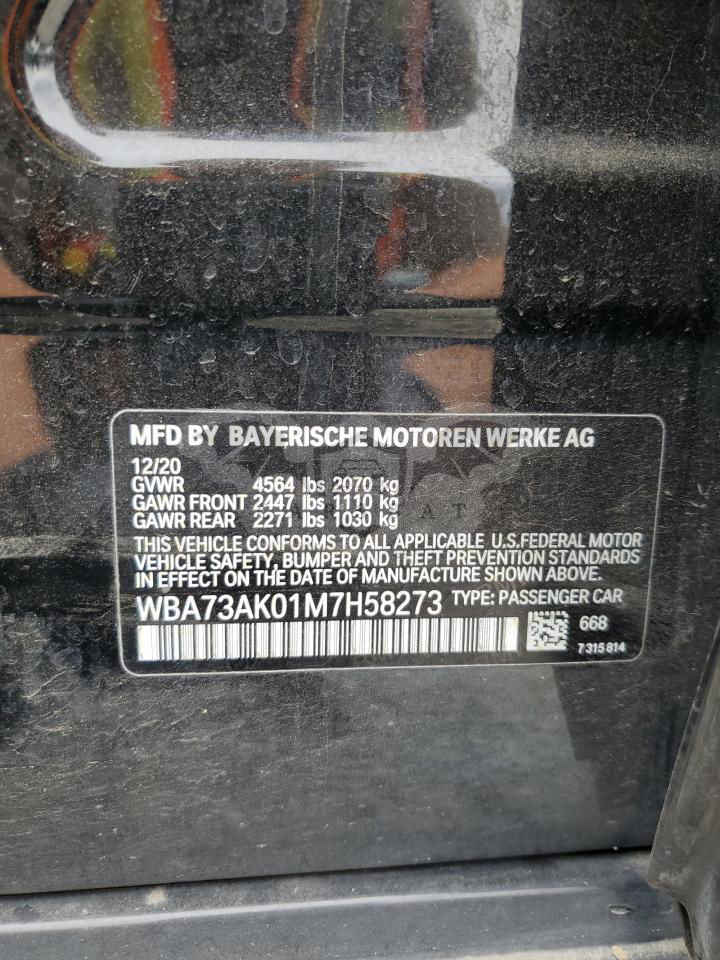 MFD BY BAYERISCHE MOTOREN WERKE AG
12/20
GVWR 4564 lbs 2070 kg
GAWR FRONT 2447 lbs 1110 kg
GAWR REAR 2271 lbs 1030 kg
THIS VEHICLE CONFORMS TO ALL APPLICABLE U.S.FEDERAL MOTOR
VEHICLE SAFETY, BUMPER AND THEFT PREVENTION STANDARDS
IN EFFECT ON THE DATE OF MANUFACTURE SHOWN ABOVE.
WBA73AK01M7H58273 TYPE: PASSENGER CAR
668
7 315 814